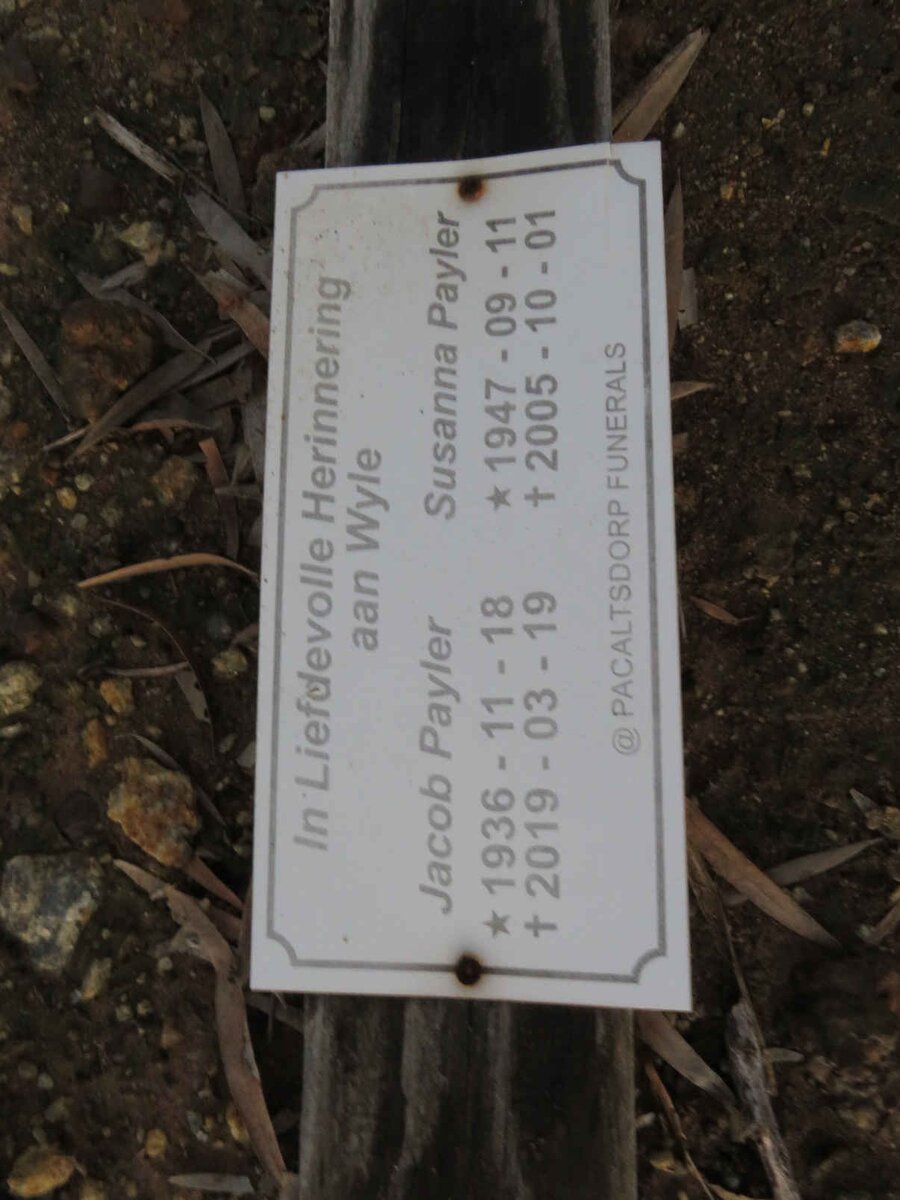 In Liefdevolle Herinnering
aan Wyle
Jacob Payler Susanna Payler
★ 1936 - 11 - 18 ★ 1947 - 09 - 11
† 2019 - 03 - 19 † 2005 - 10 - 01
@ PACALTSDORP FUNERALS